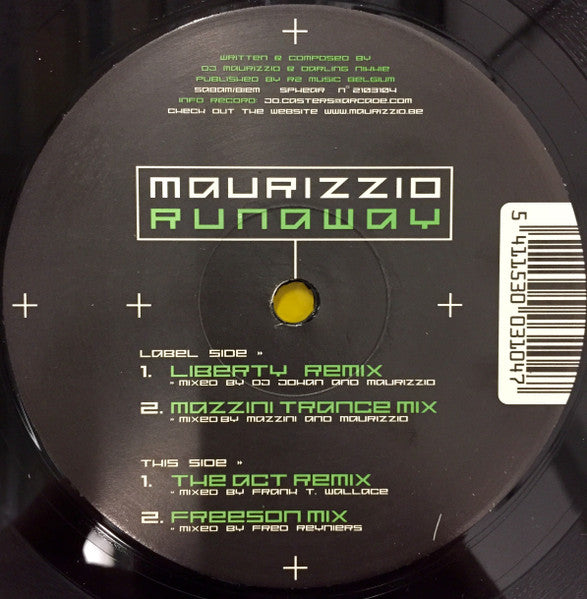 WRITTEN & COMPOSED BY
DJ MAURIZZIO & DARLING NIKKIE
PUBLISHED BY R2 MUSIC BELGIUM
SABAM/BIEM SPHEAR N° 2103104
INFO RECORD: JO.CASTERS@ARCADE.COM
CHECK OUT THE WEBSITE WWW.MAURIZZIO.BE
MAURIZZIO
RUNAWAY
5 411530 031047
LABEL SIDE »
1. LIBERTY REMIX
» MIXED BY DJ JOHAN AND MAURIZZIO
2. MAZZINI TRANCE MIX
» MIXED BY MAZZINI AND MAURIZZIO
THIS SIDE »
1. THE ACT REMIX
» MIXED BY FRANK T. WALLACE
2. FREESON MIX
» MIXED BY FRED REYNIERS